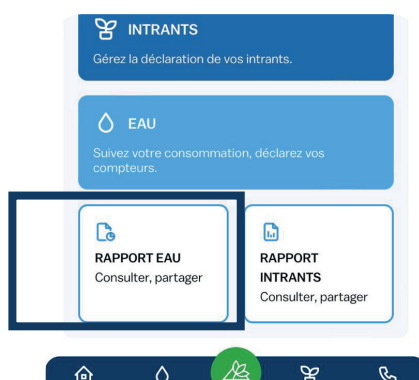 INTRANTS
Gérez la déclaration de vos intrants.
EAU
Suivez votre consommation, déclarez vos
compteurs.
RAPPORT EAU
Consulter, partager
RAPPORT
INTRANTS
Consulter, partager